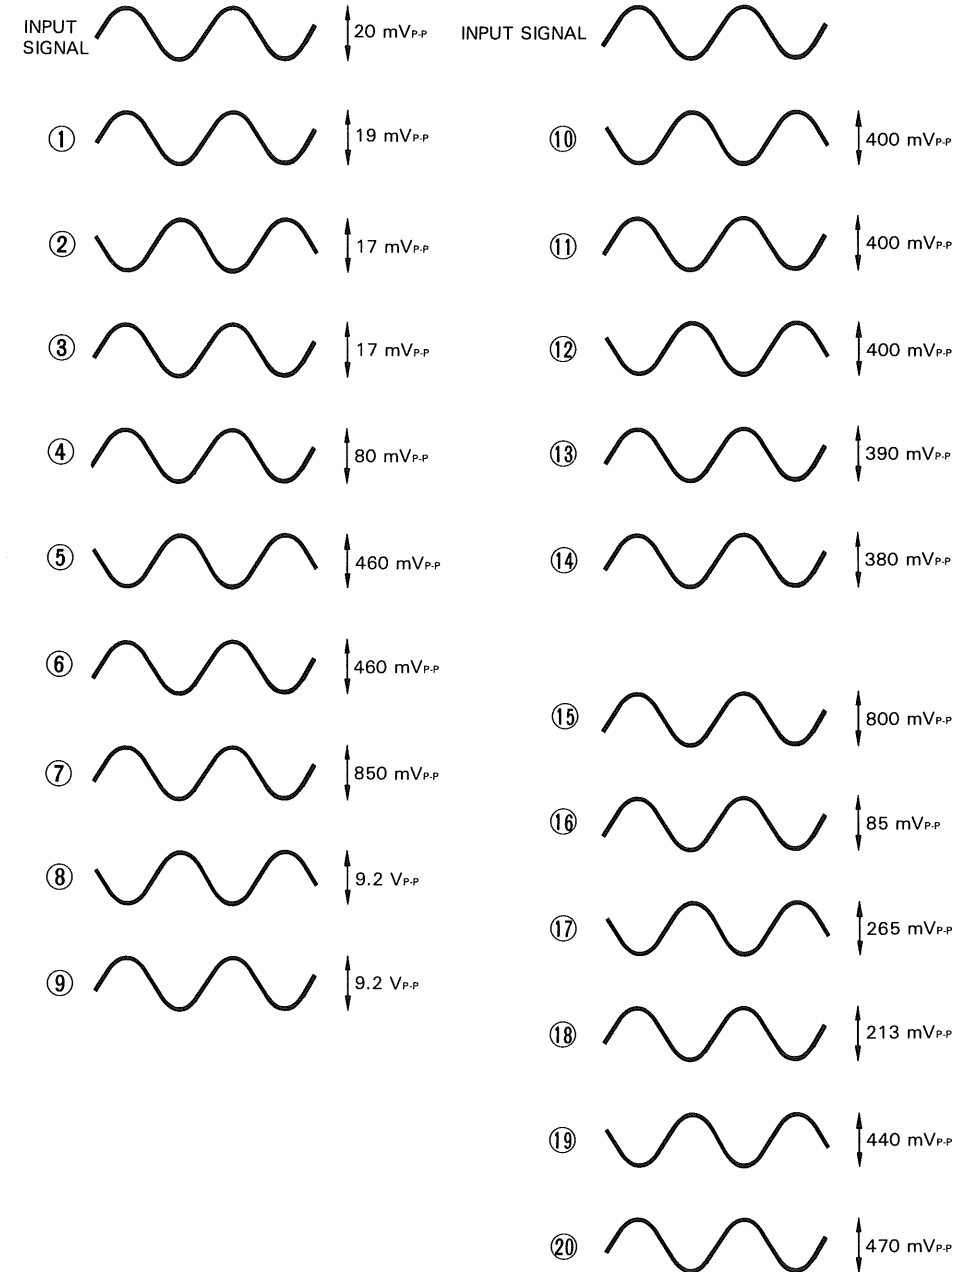 INPUT
SIGNAL
20 mVP-P
① 19 mVP-P
② 17 mVP-P
③ 17 mVP-P
④ 80 mVP-P
⑤ 460 mVP-P
⑥ 460 mVP-P
⑦ 850 mVP-P
⑧ 9.2 VP-P
⑨ 9.2 VP-P
INPUT SIGNAL
⑩ 400 mVP-P
⑪ 400 mVP-P
⑫ 400 mVP-P
⑬ 390 mVP-P
⑭ 380 mVP-P
⑮ 800 mVP-P
⑯ 85 mVP-P
⑰ 265 mVP-P
⑱ 213 mVP-P
⑲ 440 mVP-P
⑳ 470 mVP-P